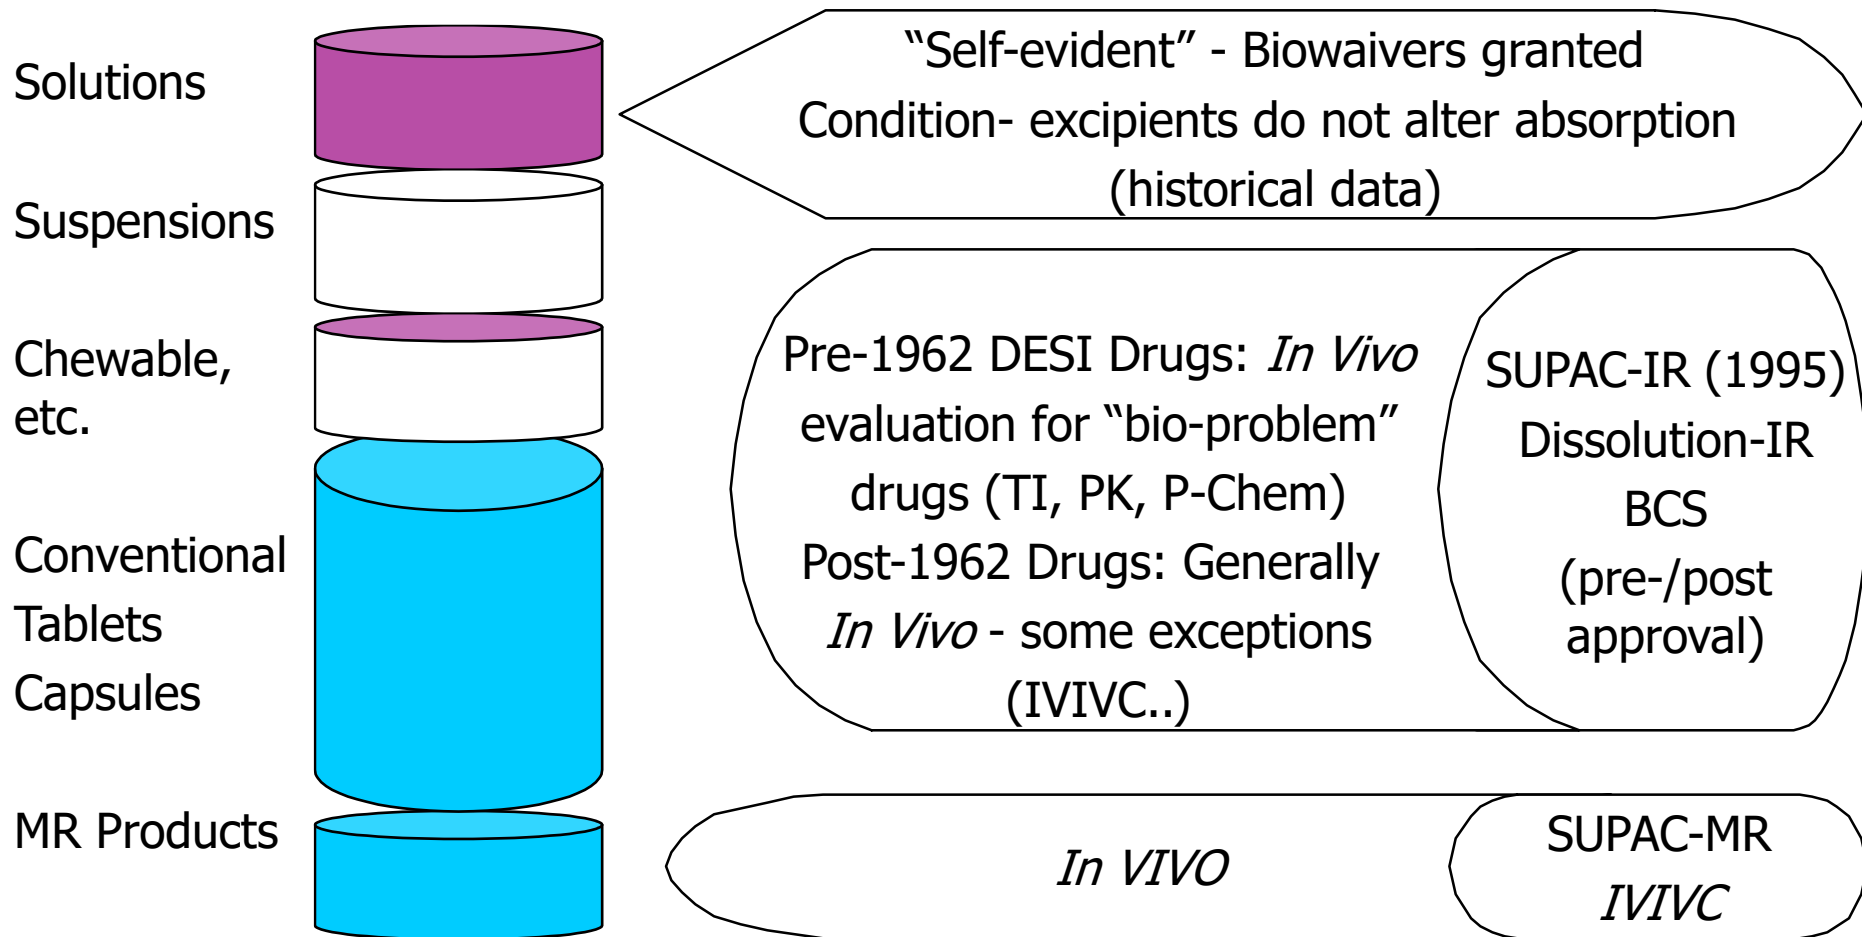 Solutions
Suspensions
Chewable,
etc.
Conventional
Tablets
Capsules
MR Products
“Self-evident” - Biowaivers granted
Condition- excipients do not alter absorption
(historical data)
Pre-1962 DESI Drugs: In Vivo
evaluation for “bio-problem”
drugs (TI, PK, P-Chem)
Post-1962 Drugs: Generally
In Vivo - some exceptions
(IVIVC..)
SUPAC-IR (1995)
Dissolution-IR
BCS
(pre-/post
approval)
In VIVO
SUPAC-MR
IVIVC